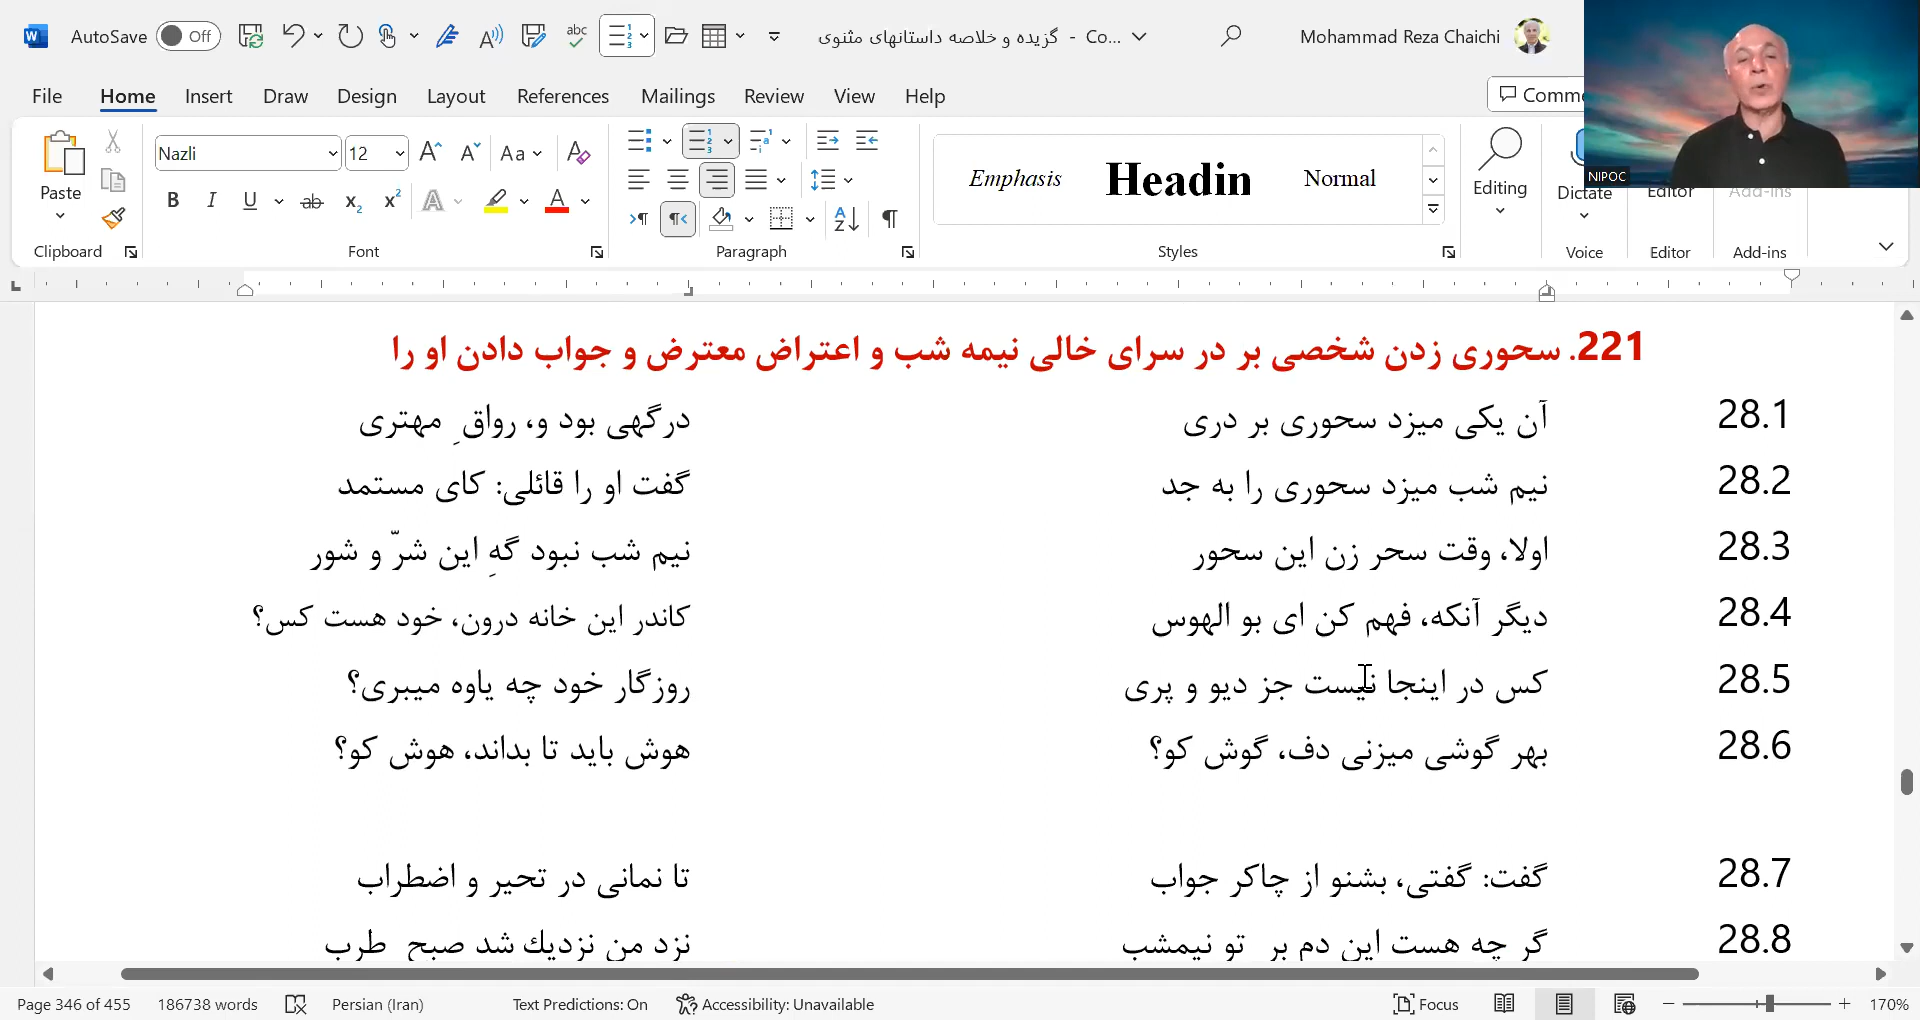 AutoSave Off گزیده و خلاصه داستانهای مثنوی - Co... Mohammad Reza Chaichi
File Home Insert Draw Design Layout References Mailings Review View Help Comme
Paste Nazli 12 Aa Emphasis Headin Normal Editing Dictate Editor Add-ins
NIPOC
Clipboard Font Paragraph Styles Voice Editor Add-ins
221. سحوری زدن شخصی بر در سرای خالی نیمه شب و اعتراض معترض و جواب دادن او را
28.1 آن یکی میزد سحوری بر دری درگهی بود و، رواقِ مهتری
28.2 نیم شب میزد سحوری را به جد گفت او را قائلی: کای مستمد
28.3 اولا، وقت سحر زن این سحور نیم شب نبود گهِ این شرّ و شور
28.4 دیگر آنکه، فهم کن ای بو الهوس کاندر این خانه درون، خود هست کس؟
28.5 کس در اینجا نیست جز دیو و پری روزگار خود چه یاوه میبری؟
28.6 بهر گوشی میزنی دف، گوش کو؟ هوش باید تا بداند، هوش کو؟
28.7 گفت: گفتی، بشنو از چاکر جواب تا نمانی در تحیر و اضطراب
28.8 گر چه هست این دم بر تو نیمشب نزد من نزدیك شد صبح طرب
Page 346 of 455 186738 words Persian (Iran) Text Predictions: On Accessibility: Unavailable Focus 170%